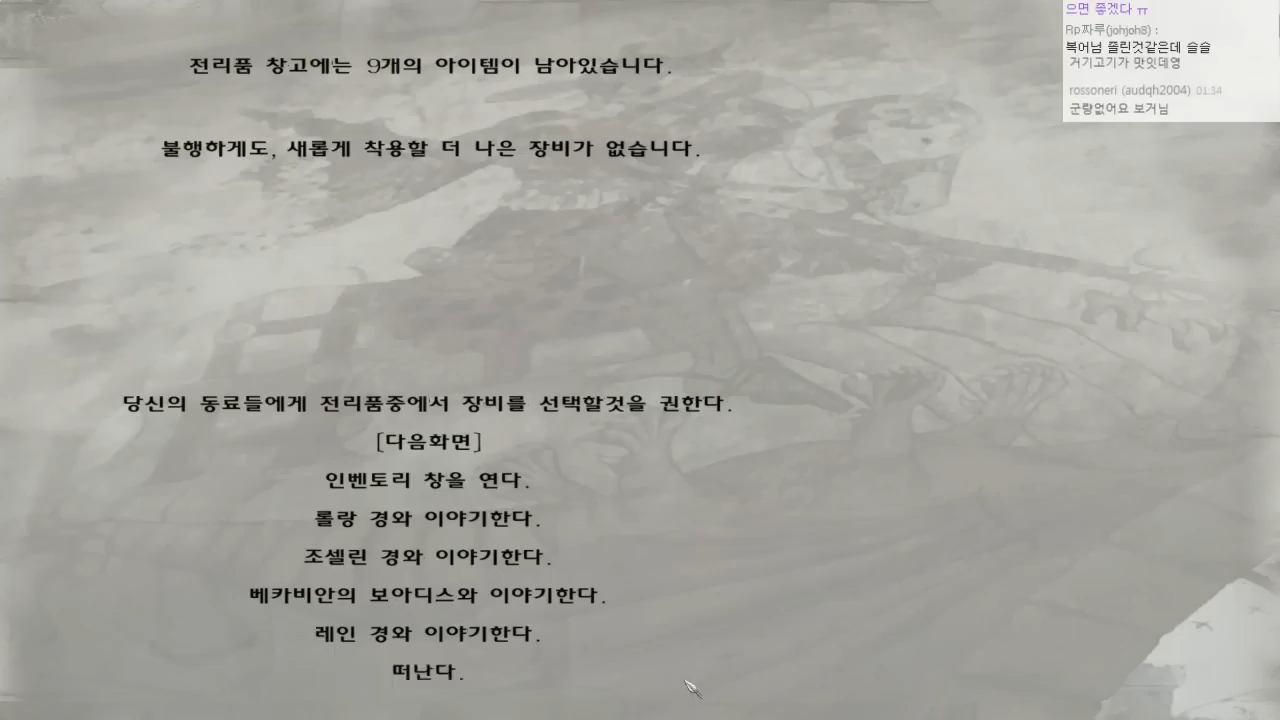 전리품 창고에는 9개의 아이템이 남아있습니다.
불행하게도, 새롭게 착용할 더 나은 장비가 없습니다.
당신의 동료들에게 전리품중에서 장비를 선택할것을 권한다.
[다음화면]
인벤토리 창을 연다.
롤랑 경와 이야기한다.
조셀린 경와 이야기한다.
베카비안의 보아디스와 이야기한다.
레인 경와 이야기한다.
떠난다.
으면 좋겠다 ㅠ
Rp짜루(johjoh8) :
복어님 플린것같은데 슬슬
거기고기가 맛잇데영
rossoneri (audqh2004) 01:34
군량없어요 보거님